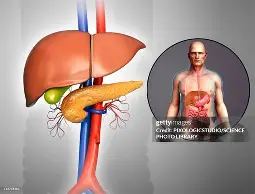 gettyimages
Credit: PIXOLOGICSTUDIO/SCIENCE
PHOTO LIBRARY